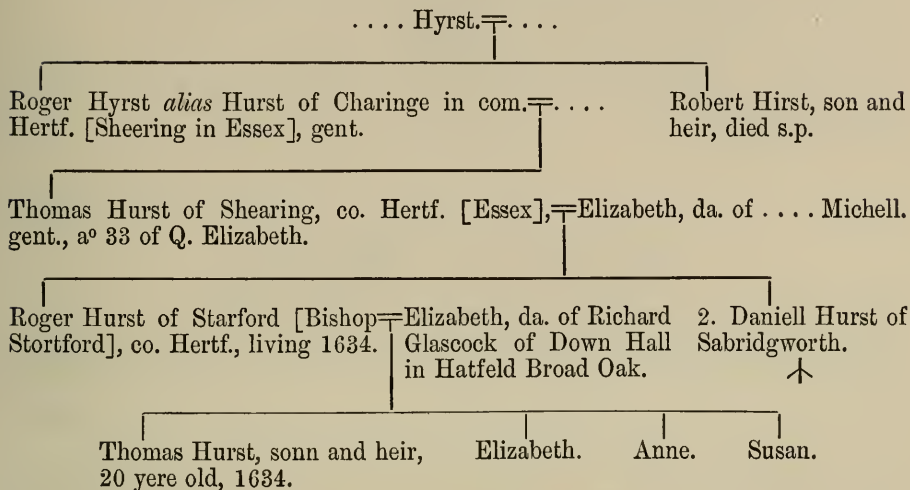 . . . . Hyrst. . . . .
Roger Hyrst alias Hurst of Charinge in com. . . . .
Hertf. [Sheering in Essex], gent.
Robert Hirst, son and
heir, died s.p.
Thomas Hurst of Shearing, co. Hertf. [Essex], Elizabeth, da. of . . . . Michell.
gent., aº 33 of Q. Elizabeth.
Roger Hurst of Starford [Bishop
Stortford], co. Hertf., living 1634.
Elizabeth, da. of Richard
Glascock of Down Hall
in Hatfeld Broad Oak.
2. Daniell Hurst of
Sabridgworth.
Thomas Hurst, sonn and heir,
20 yere old, 1634.
Elizabeth.
Anne.
Susan.